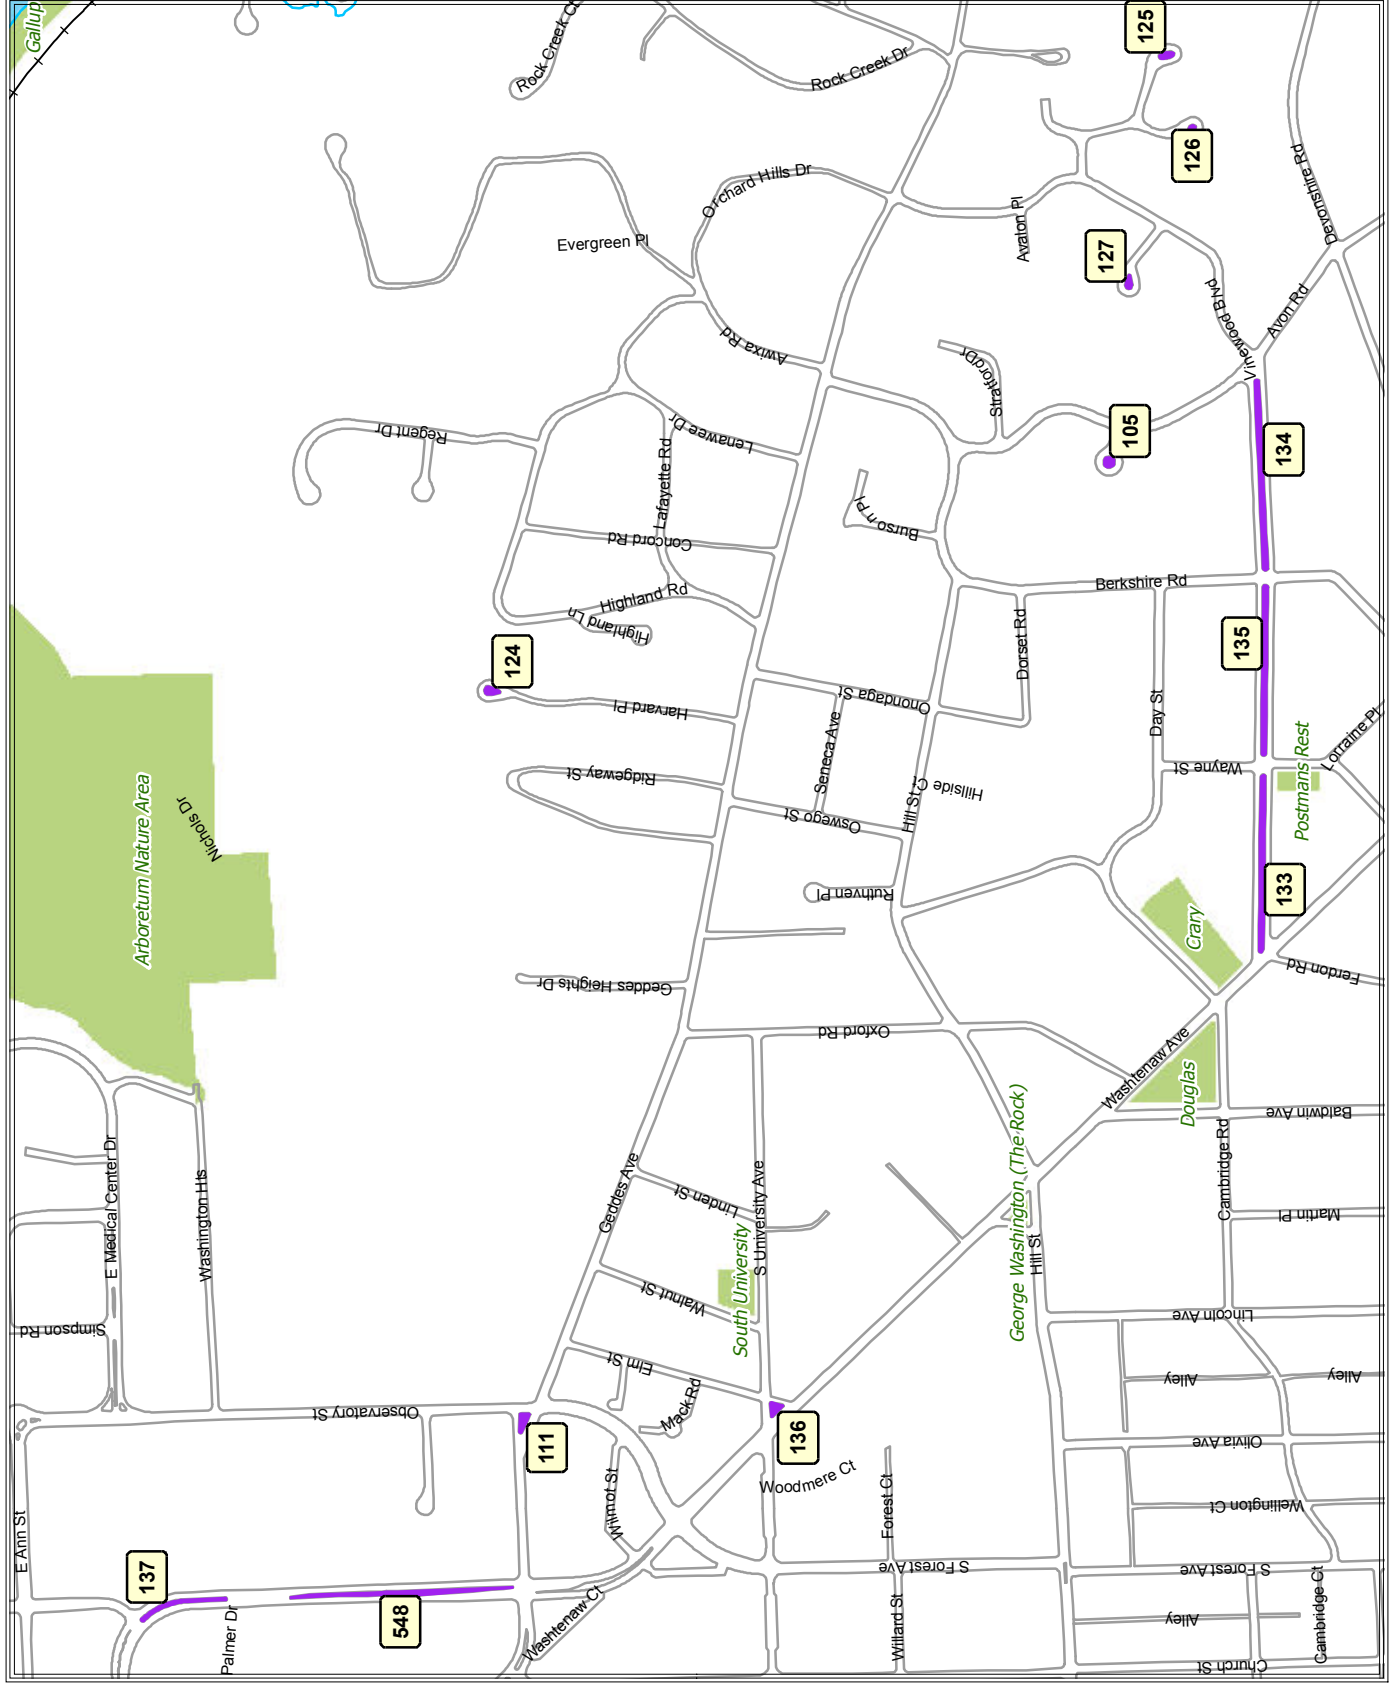 Gallup
Rock Creek Ct
Rock Creek Dr
125
126
Devonshire Rd
Orchard Hills Dr
Evergreen Pl
Avalon Pl
127
Vinewood Blvd
Avon Rd
Awixa Rd
Stratford Dr
Regent Dr
Lenawee Dr
Lafayette Rd
105
134
Burson Pl
Concord Rd
Highland Rd
Highland Ln
Berkshire Rd
124
Dorset Rd
135
Harvard Pl
Onondaga St
Day St
Seneca Ave
Ridgeway St
Wayne St
Lorraine Pl
Postmans Rest
Arboretum Nature Area
Nichols Dr
Oswego St
Hill St
Hillside Ct
Ruthven Pl
133
Crary
Ferdon Rd
Geddes Heights Dr
Oxford Rd
Washtenaw Ave
Douglas
Baldwin Ave
E Medical Center Dr
Washington Hts
Geddes Ave
Linden St
S University Ave
George Washington (The Rock)
Cambridge Rd
Martin Pl
Hill St
Walnut St
South University
Lincoln Ave
Simpson Rd
Elm St
Mack Rd
Alley
Alley
Observatory St
111
136
Woodmere Ct
Olivia Ave
Wilmot St
Forest Ct
Wellington Ct
E Ann St
137
S Forest Ave
S Forest Ave
548
Palmer Dr
Washtenaw Ct
Willard St
Alley
Cambridge Ct
Church St